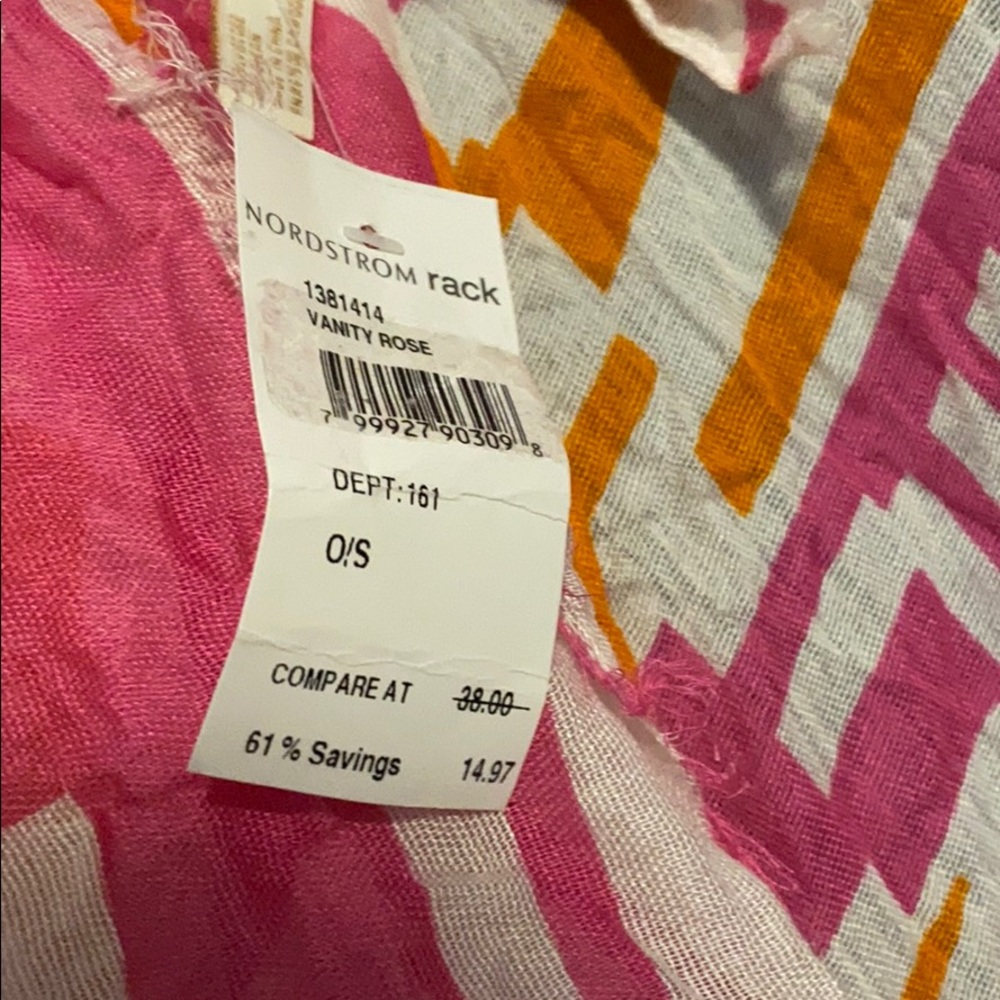 NORDSTROM rack
1381414
VANITY ROSE
7 99927 90309 8
DEPT:161
O/S
COMPARE AT 38.00
61 % Savings 14.97